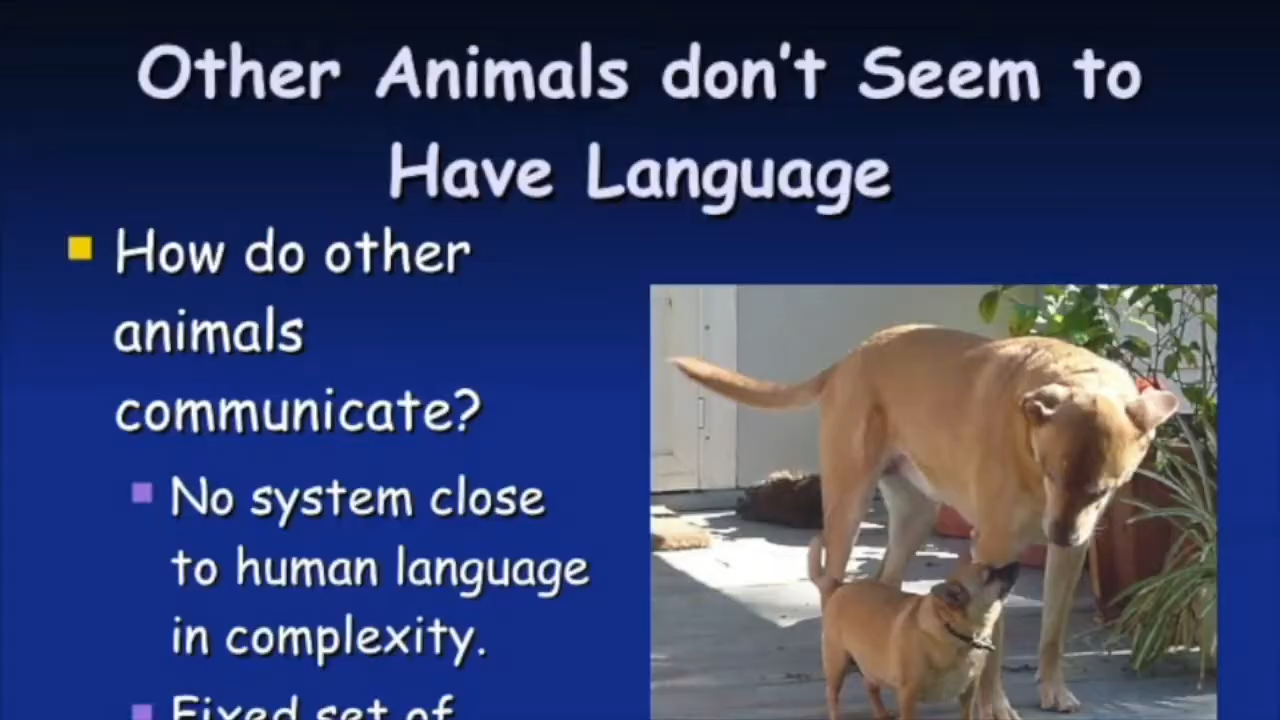 Other Animals don't Seem to
Have Language
How do other
animals
communicate?
No system close
to human language
in complexity.
Fixed set of